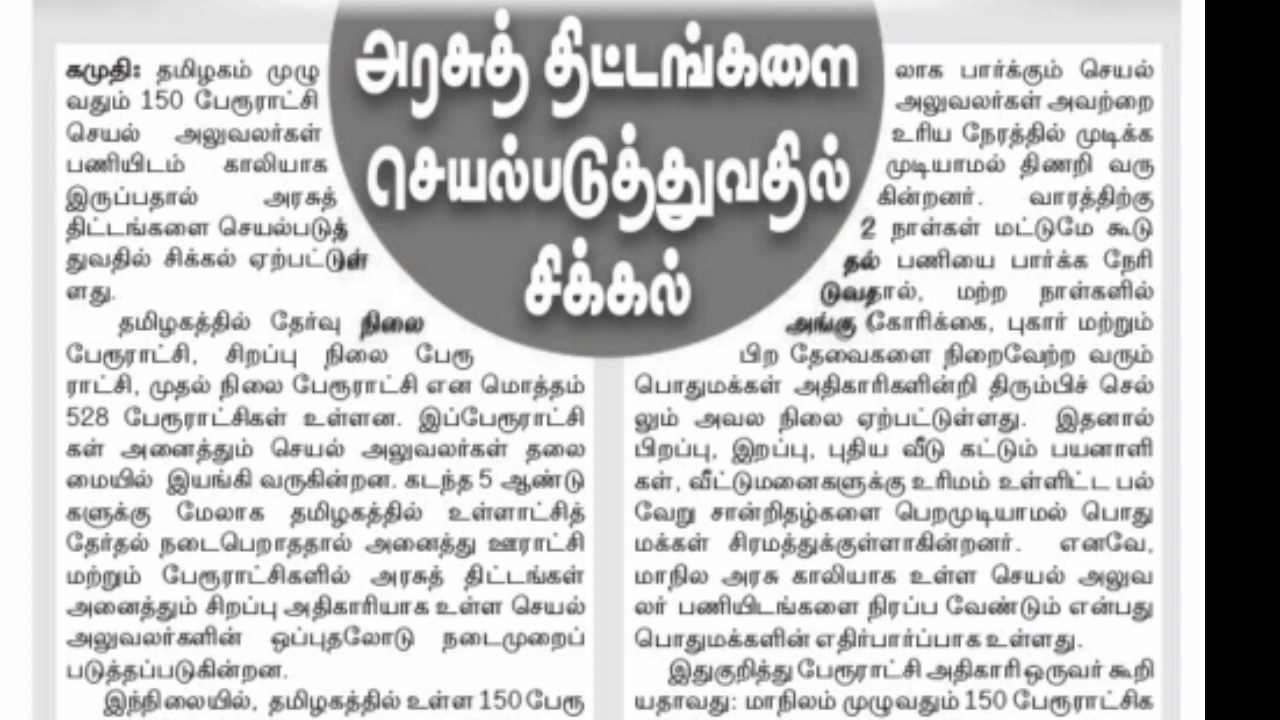 அரசுத் திட்டங்களை
செயல்படுத்துவதில்
சிக்கல்
கமுதி: தமிழகம் முழு
வதும் 150 பேரூராட்சி
செயல் அலுவலர்கள்
பணியிடம் காலியாக
இருப்பதால் அரசுத்
திட்டங்களை செயல்படுத்
துவதில் சிக்கல் ஏற்பட்டுள்
ளது.
தமிழகத்தில் தேர்வு நிலை
பேரூராட்சி, சிறப்பு நிலை பேரூ
ராட்சி, முதல் நிலை பேரூராட்சி என மொத்தம்
528 பேரூராட்சிகள் உள்ளன. இப்பேரூராட்சி
கள் அனைத்தும் செயல் அலுவலர்கள் தலை
மையில் இயங்கி வருகின்றன. கடந்த 5 ஆண்டு
களுக்கு மேலாக தமிழகத்தில் உள்ளாட்சித்
தேர்தல் நடைபெறாததால் அனைத்து ஊராட்சி
மற்றும் பேரூராட்சிகளில் அரசுத் திட்டங்கள்
அனைத்தும் சிறப்பு அதிகாரியாக உள்ள செயல்
அலுவலர்களின் ஒப்புதலோடு நடைமுறைப்
படுத்தப்படுகின்றன.
இந்நிலையில், தமிழகத்தில் உள்ள 150 பேரூ
லாக பார்க்கும் செயல்
அலுவலர்கள் அவற்றை
உரிய நேரத்தில் முடிக்க
முடியாமல் திணறி வரு
கின்றனர். வாரத்திற்கு
2 நாள்கள் மட்டுமே கூடு
தல் பணியை பார்க்க நேரி
டுவதால், மற்ற நாள்களில்
அங்கு கோரிக்கை, புகார் மற்றும்
பிற தேவைகளை நிறைவேற்ற வரும்
பொதுமக்கள் அதிகாரிகளின்றி திரும்பிச் செல்
லும் அவல நிலை ஏற்பட்டுள்ளது. இதனால்
பிறப்பு, இறப்பு, புதிய வீடு கட்டும் பயனாளி
கள், வீட்டுமனைகளுக்கு உரிமம் உள்ளிட்ட பல்
வேறு சான்றிதழ்களை பெறமுடியாமல் பொது
மக்கள் சிரமத்துக்குள்ளாகின்றனர். எனவே,
மாநில அரசு காலியாக உள்ள செயல் அலுவ
லர் பணியிடங்களை நிரப்ப வேண்டும் என்பது
பொதுமக்களின் எதிர்பார்ப்பாக உள்ளது.
இதுகுறித்து பேரூராட்சி அதிகாரி ஒருவர் கூறி
யதாவது: மாநிலம் முழுவதும் 150 பேரூராட்சிக